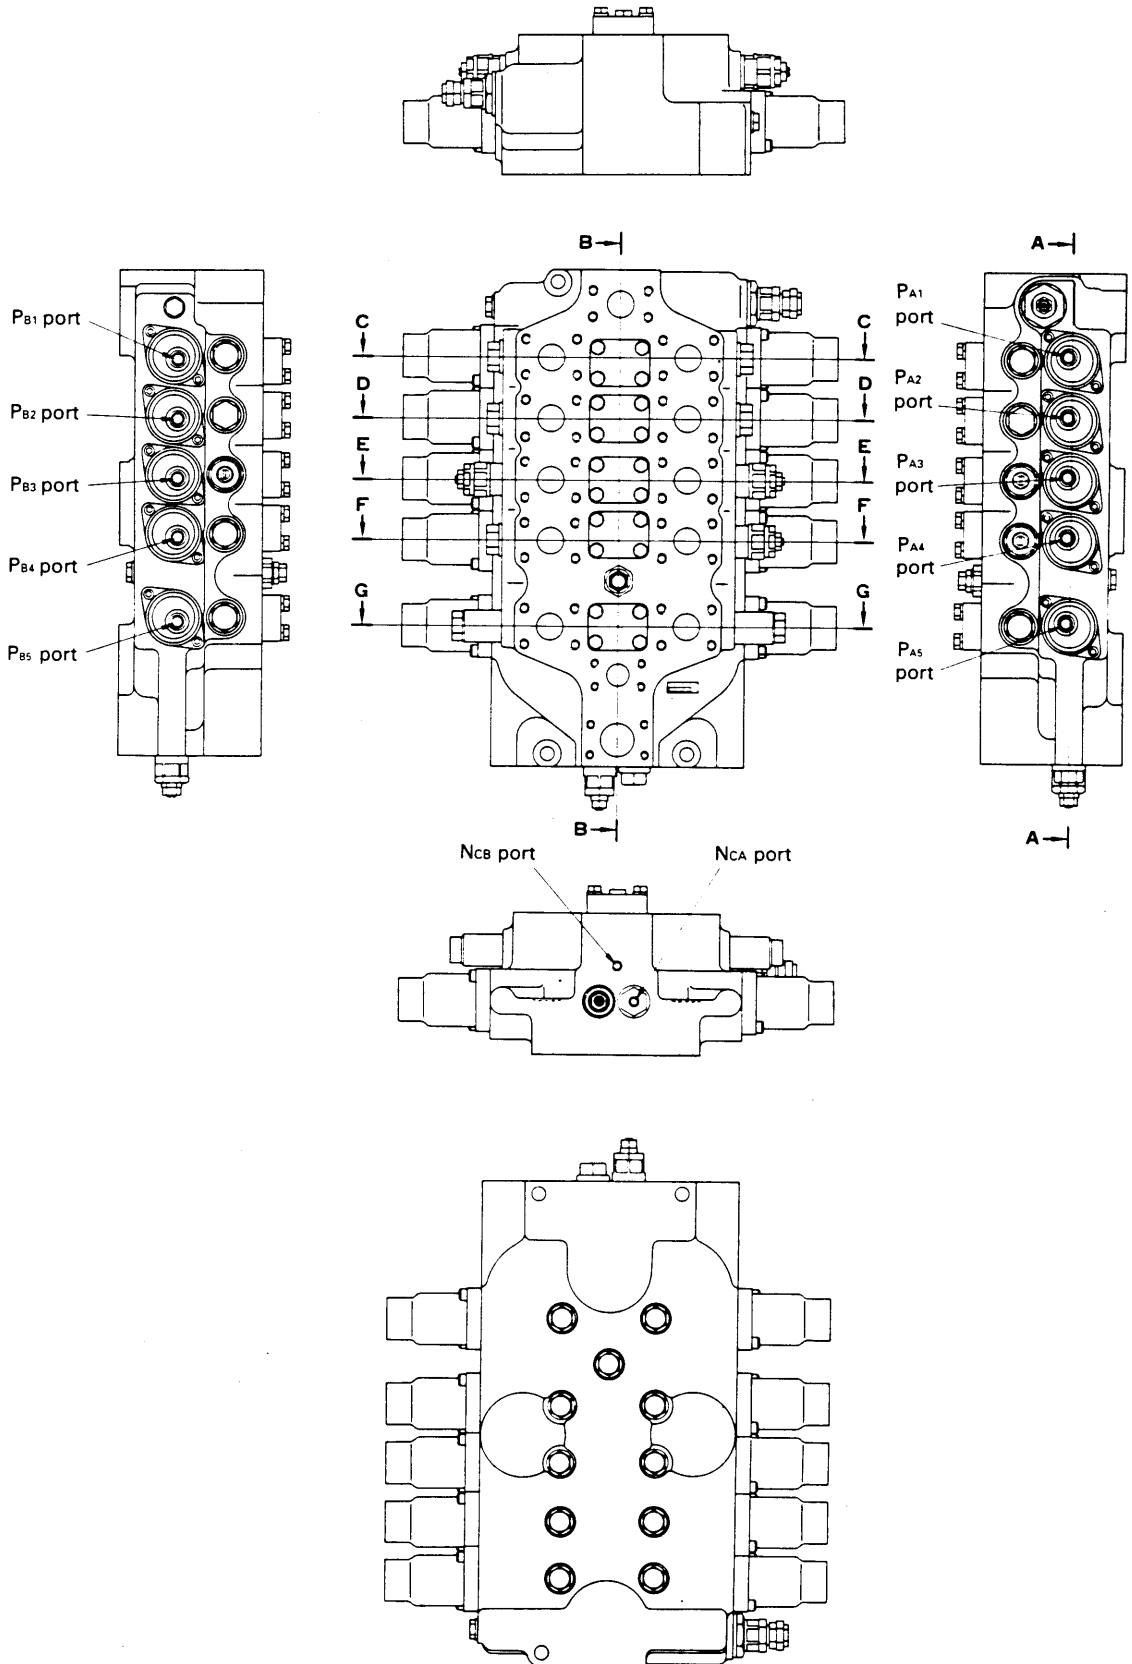 B
A
PB1 port
PA1
port
C
C
PA2
port
D
D
PB2 port
E
E
PA3
port
PB3 port
F
F
PA4
port
PB4 port
G
G
PB5 port
PA5
port
B
A
NCB port
NCA port